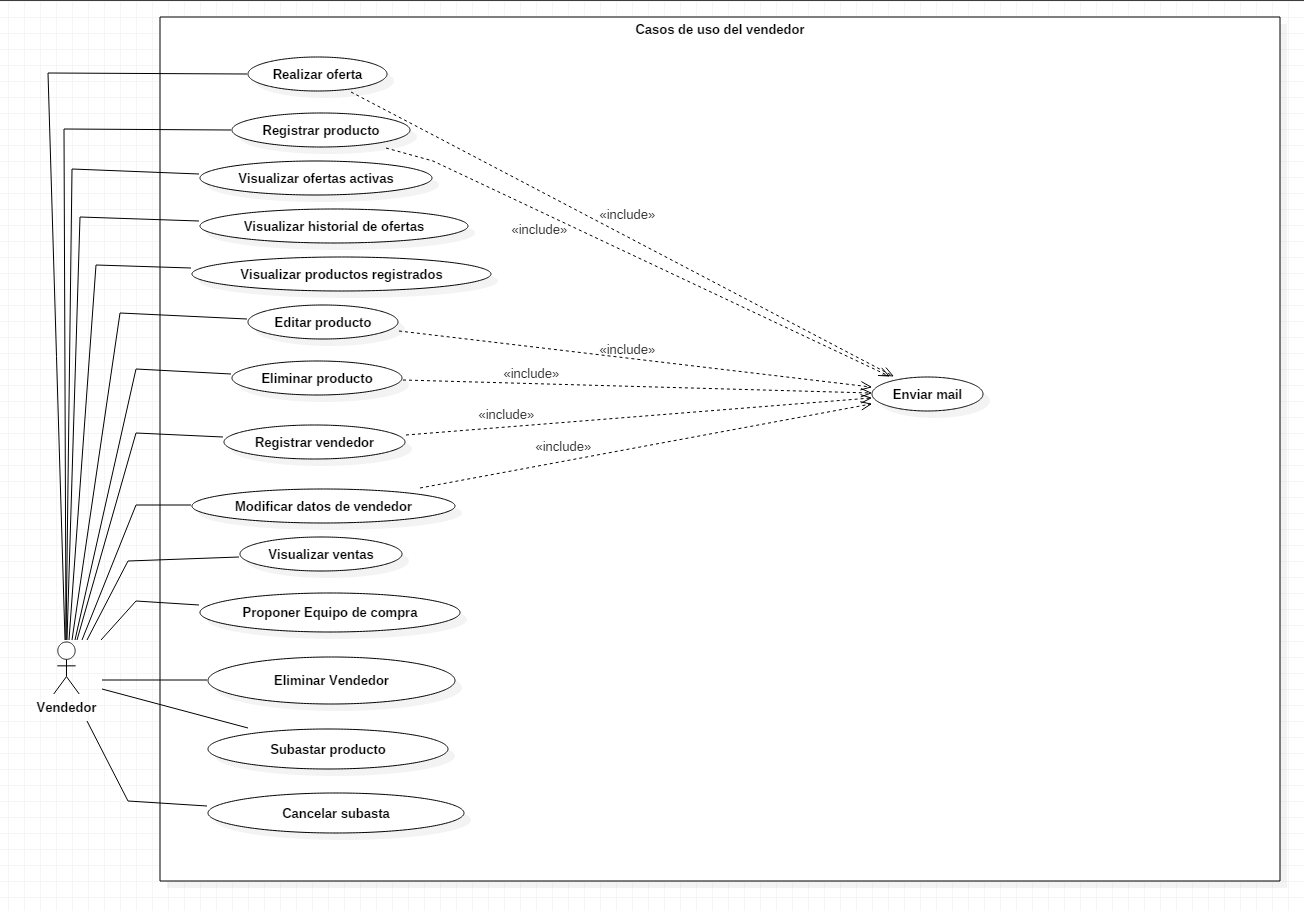 Casos de uso del vendedor
Realizar oferta
Registrar producto
Visualizar ofertas activas
«include»
Visualizar historial de ofertas
«include»
Visualizar productos registrados
Editar producto
«include»
«include»
Eliminar producto
Enviar mail
«include»
Registrar vendedor
«include»
Modificar datos de vendedor
Visualizar ventas
Proponer Equipo de compra
Eliminar Vendedor
Vendedor
Subastar producto
Cancelar subasta